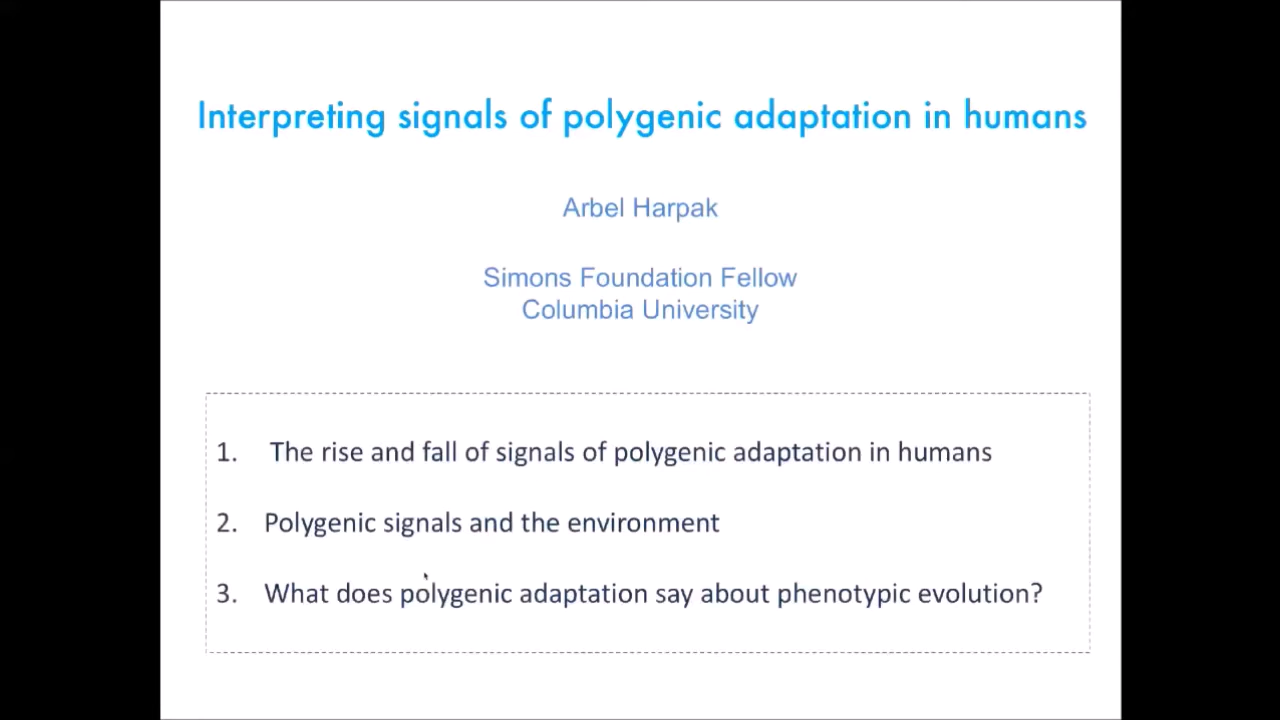 Interpreting signals of polygenic adaptation in humans
Arbel Harpak
Simons Foundation Fellow
Columbia University
1. The rise and fall of signals of polygenic adaptation in humans
2. Polygenic signals and the environment
3. What does polygenic adaptation say about phenotypic evolution?